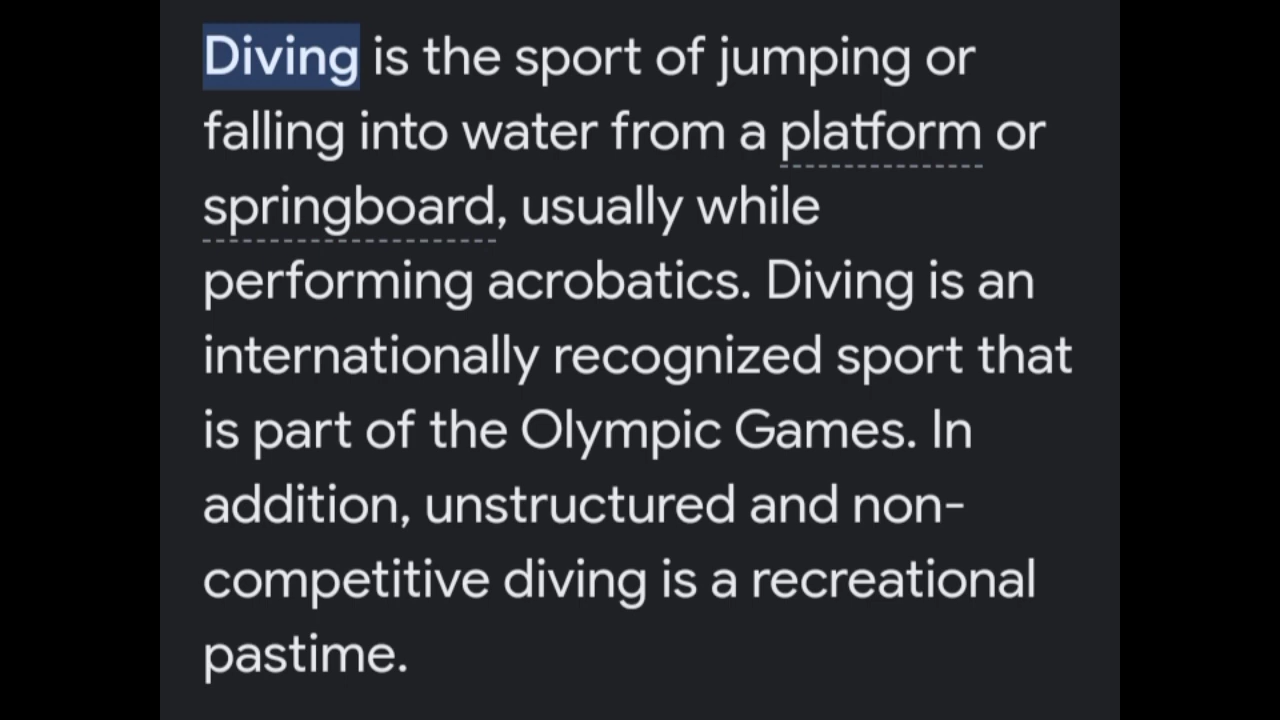 Diving is the sport of jumping or
falling into water from a platform or
springboard, usually while
performing acrobatics. Diving is an
internationally recognized sport that
is part of the Olympic Games. In
addition, unstructured and non-
competitive diving is a recreational
pastime.